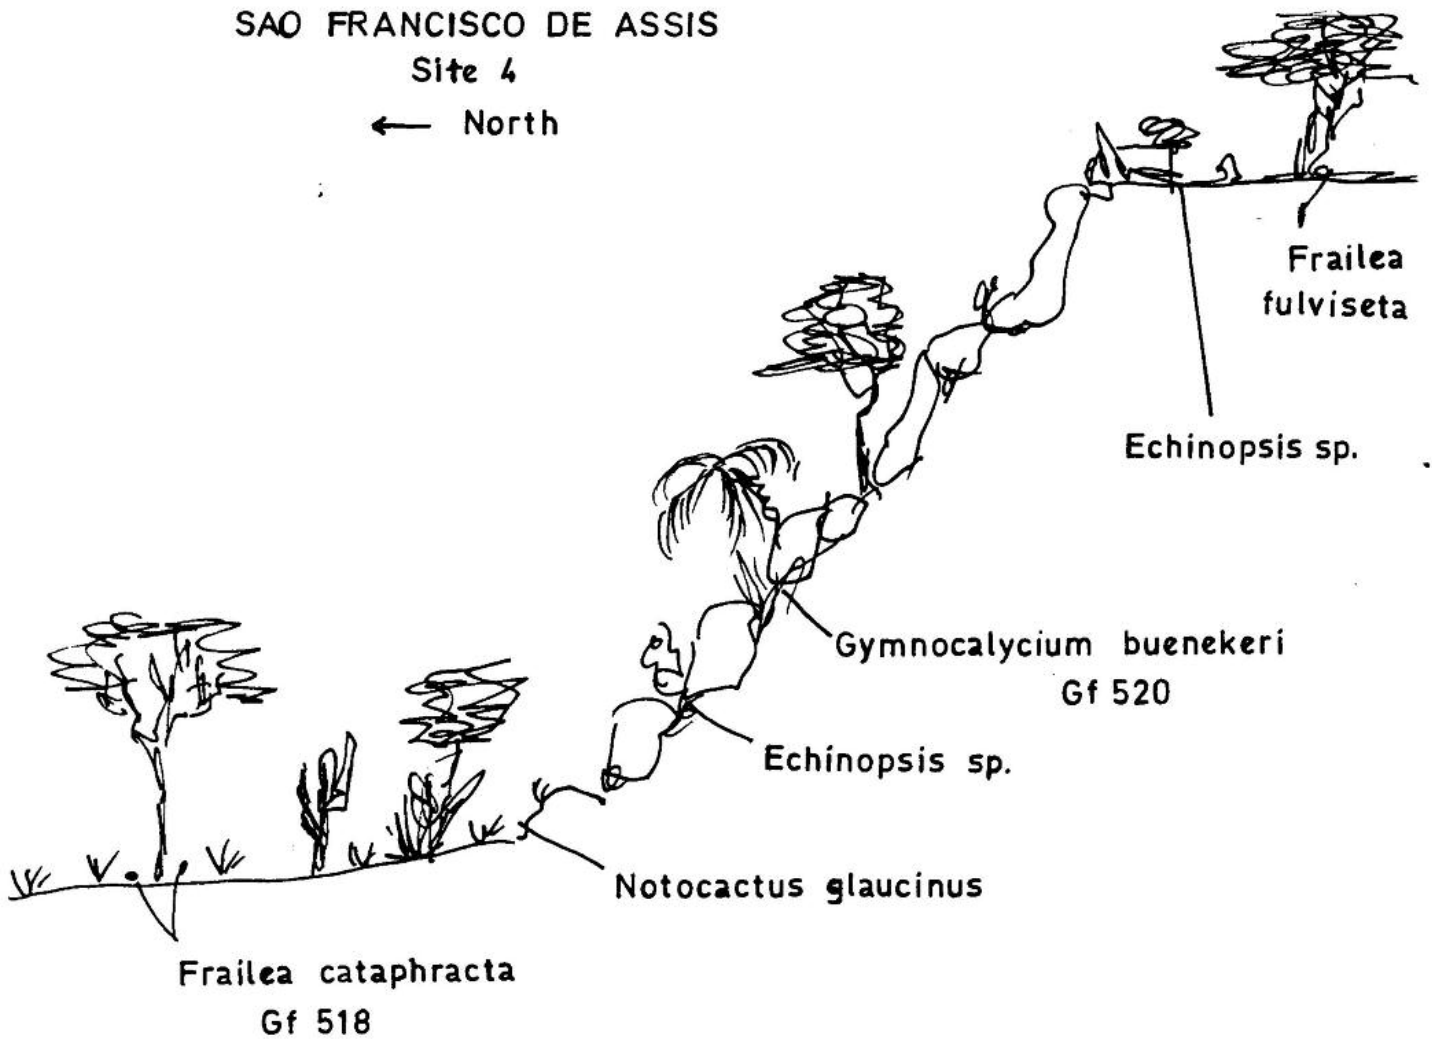 SAO FRANCISCO DE ASSIS
Site 4
← North
Frailea
fulviseta
Echinopsis sp.
Gymnocalycium buenekeri
Gf 520
Echinopsis sp.
Notocactus glaucinus
Frailea cataphracta
Gf 518